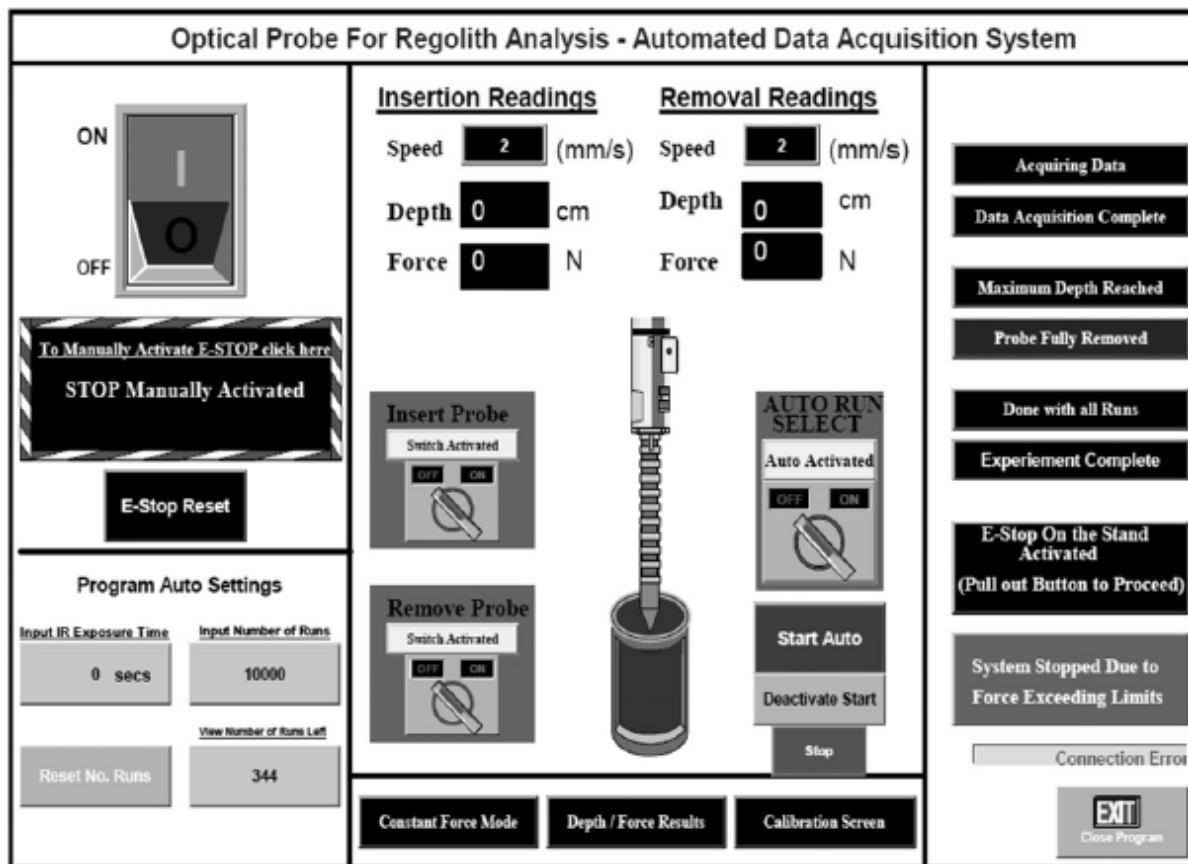 Optical Probe For Regolith Analysis - Automated Data Acquisition System
ON
I
O
OFF
To Manually Activate E-STOP click here
STOP Manually Activated
E-Stop Reset
Program Auto Settings
Input IR Exposure Time
0 secs
Input Number of Runs
10000
Reset No. Runs
View Number of Runs Left
344
Insertion Readings
Speed 2 (mm/s)
Depth 0 cm
Force 0 N
Removal Readings
Speed 2 (mm/s)
Depth 0 cm
Force 0 N
Insert Probe
Switch Activated
OFF ON
Remove Probe
Switch Activated
OFF ON
AUTO RUN
SELECT
Auto Activated
OFF ON
Start Auto
Deactivate Start
Stop
Constant Force Mode
Depth / Force Results
Calibration Screen
Acquiring Data
Data Acquisition Complete
Maximum Depth Reached
Probe Fully Removed
Done with all Runs
Experiement Complete
E-Stop On the Stand
Activated
(Pull out Button to Proceed)
System Stopped Due to
Force Exceeding Limits
Connection Error
EXIT
Close Program